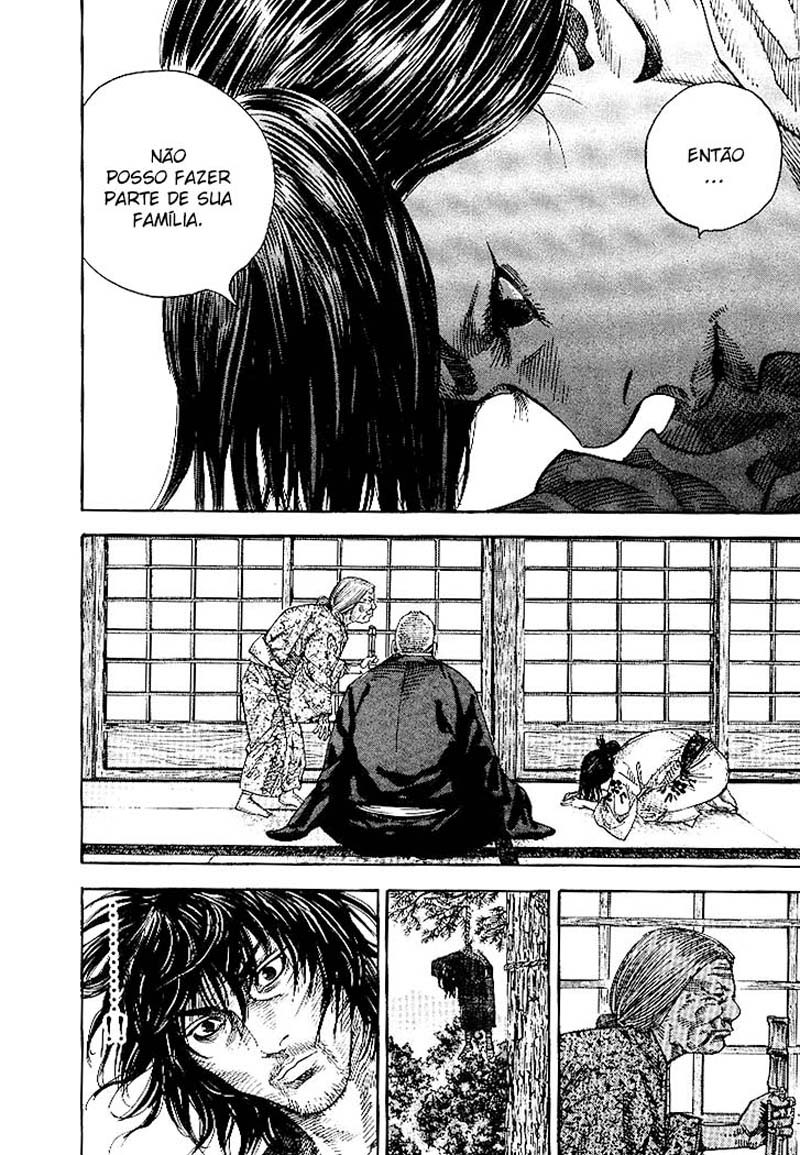 ENTÃO
...
NÃO
POSSO FAZER
PARTE DE SUA
FAMÍLIA.
!!